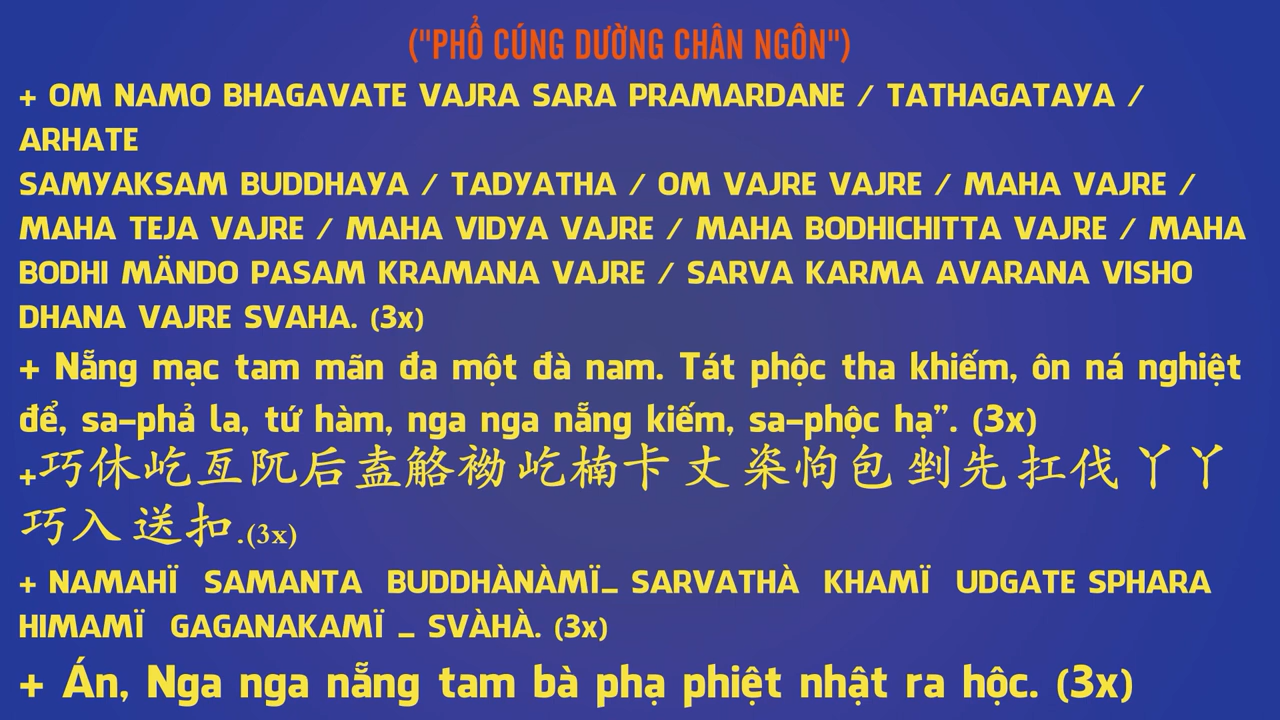 ("PHỔ CÚNG DƯỜNG CHÂN NGÔN")
+ OM NAMO BHAGAVATE VAJRA SARA PRAMARDANE / TATHAGATAYA /
ARHATE
SAMYAKSAM BUDDHAYA / TADYATHA / OM VAJRE VAJRE / MAHA VAJRE /
MAHA TEJA VAJRE / MAHA VIDYA VAJRE / MAHA BODHICHITTA VAJRE / MAHA
BODHI MÄNDO PASAM KRAMANA VAJRE / SARVA KARMA AVARANA VISHO
DHANA VAJRE SVAHA. (3x)
+ Nẵng mạc tam mãn đa một đà nam. Tát phộc tha khiếm, ôn ná nghiệt
để, sa-phả la, tứ hàm, nga nga nẵng kiếm, sa-phộc hạ”. (3x)
+巧休屹亙阢后盍觡袎 屹楠卡 丈 楶怐包 剉先 扛伐 丫丫
巧入 送扣.(3x)
+ NAMAHÏ SAMANTA BUDDHÀNÀMÏ_ SARVATHÀ KHAMÏ UDGATE SPHARA
HIMAMÏ GAGANAKAMÏ _ SVÀHÀ. (3x)
+ Án, Nga nga nẵng tam bà phạ phiệt nhật ra hộc. (3x)